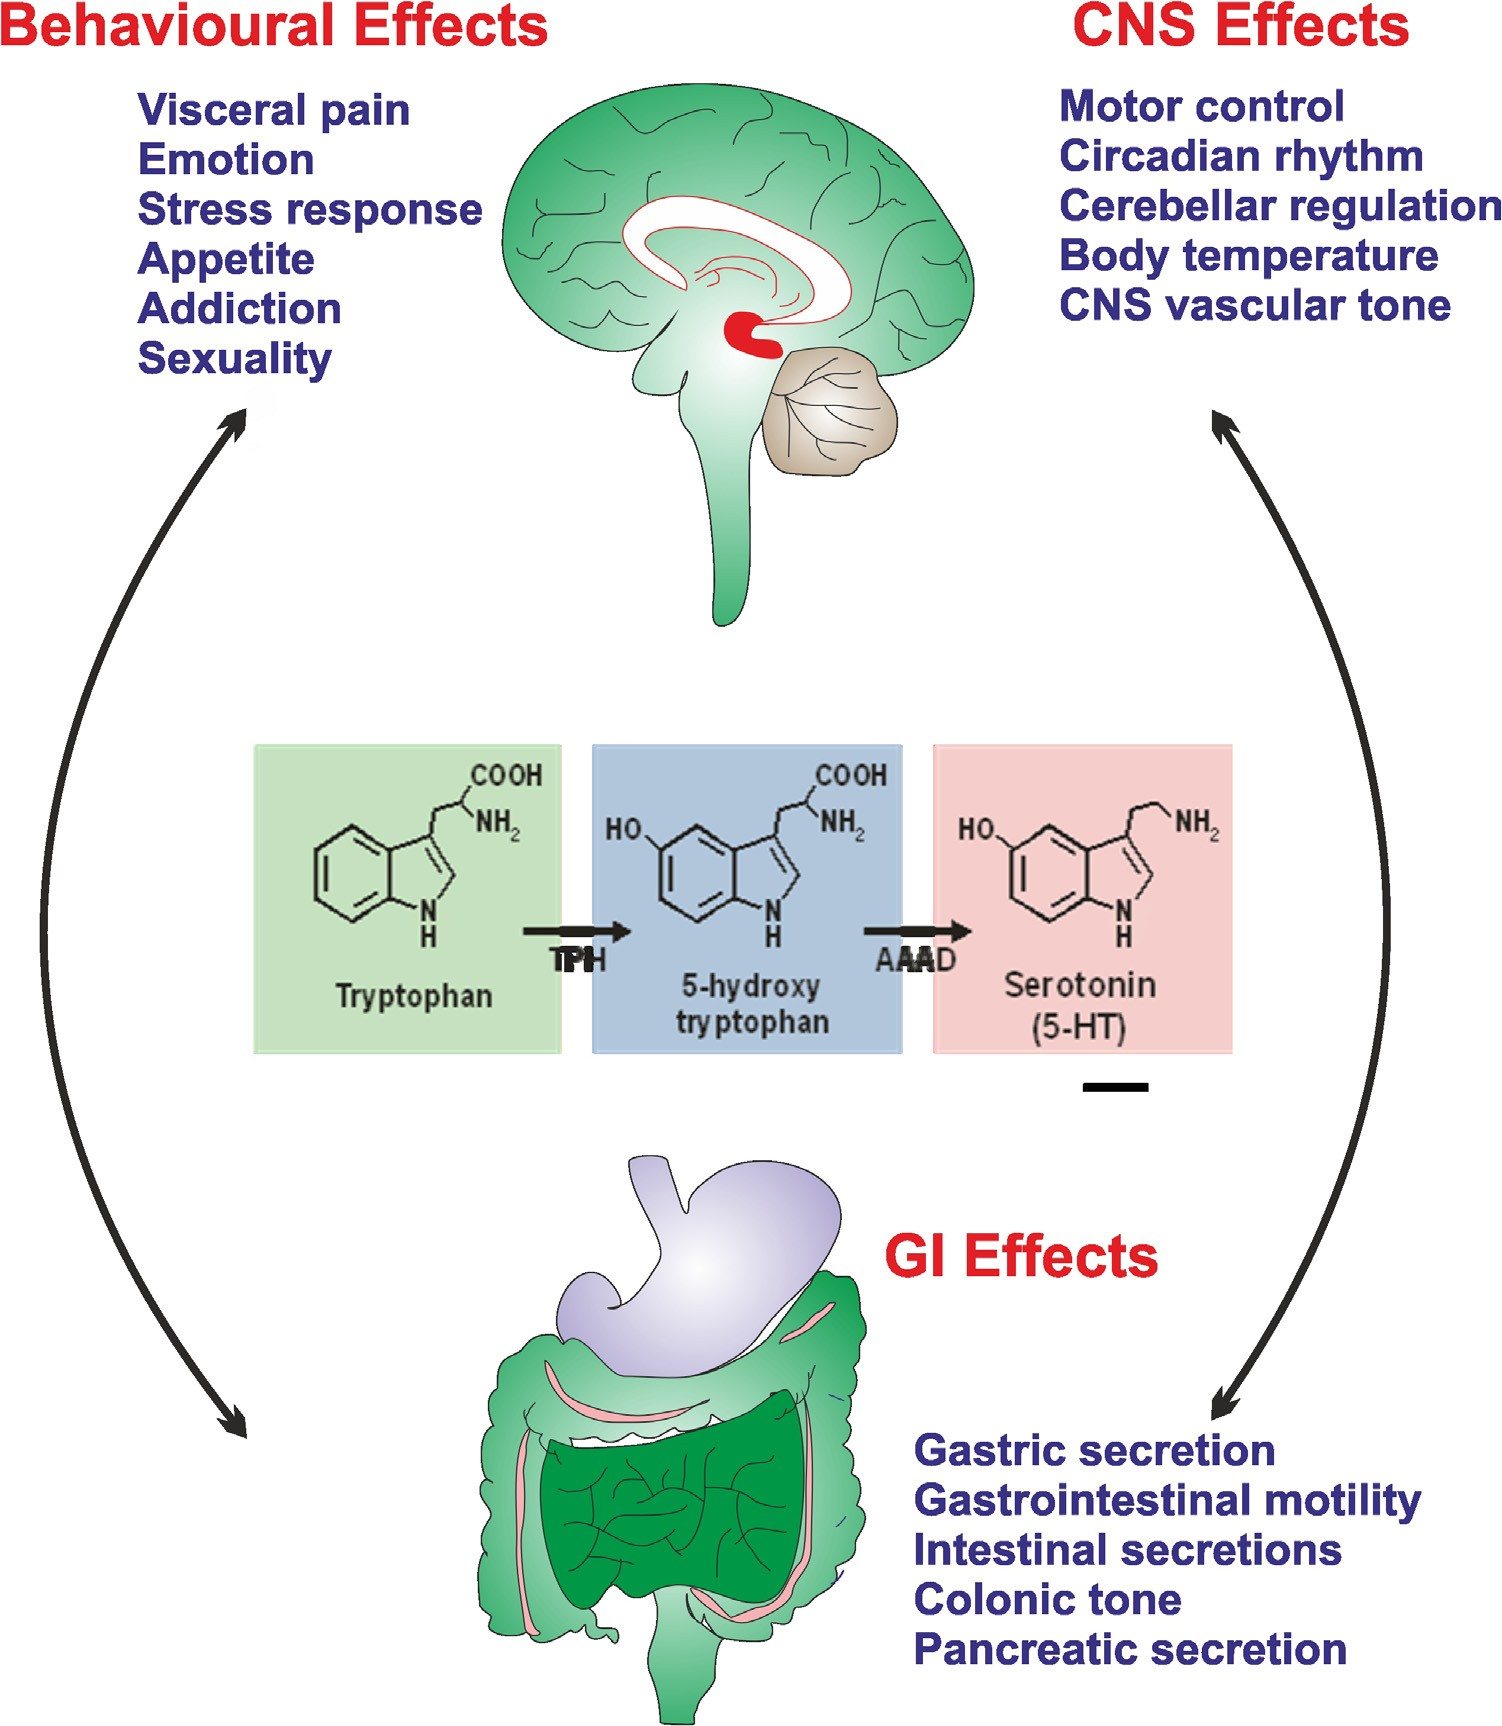 Behavioural Effects
Visceral pain
Emotion
Stress response
Appetite
Addiction
Sexuality
CNS Effects
Motor control
Circadian rhythm
Cerebellar regulation
Body temperature
CNS vascular tone
COOH
NH₂
N
H
Tryptophan
TPH
COOH
NH₂
HO
N
H
5-hydroxy
tryptophan
AAAD
HO
NH₂
N
H
Serotonin
(5-HT)
GI Effects
Gastric secretion
Gastrointestinal motility
Intestinal secretions
Colonic tone
Pancreatic secretion